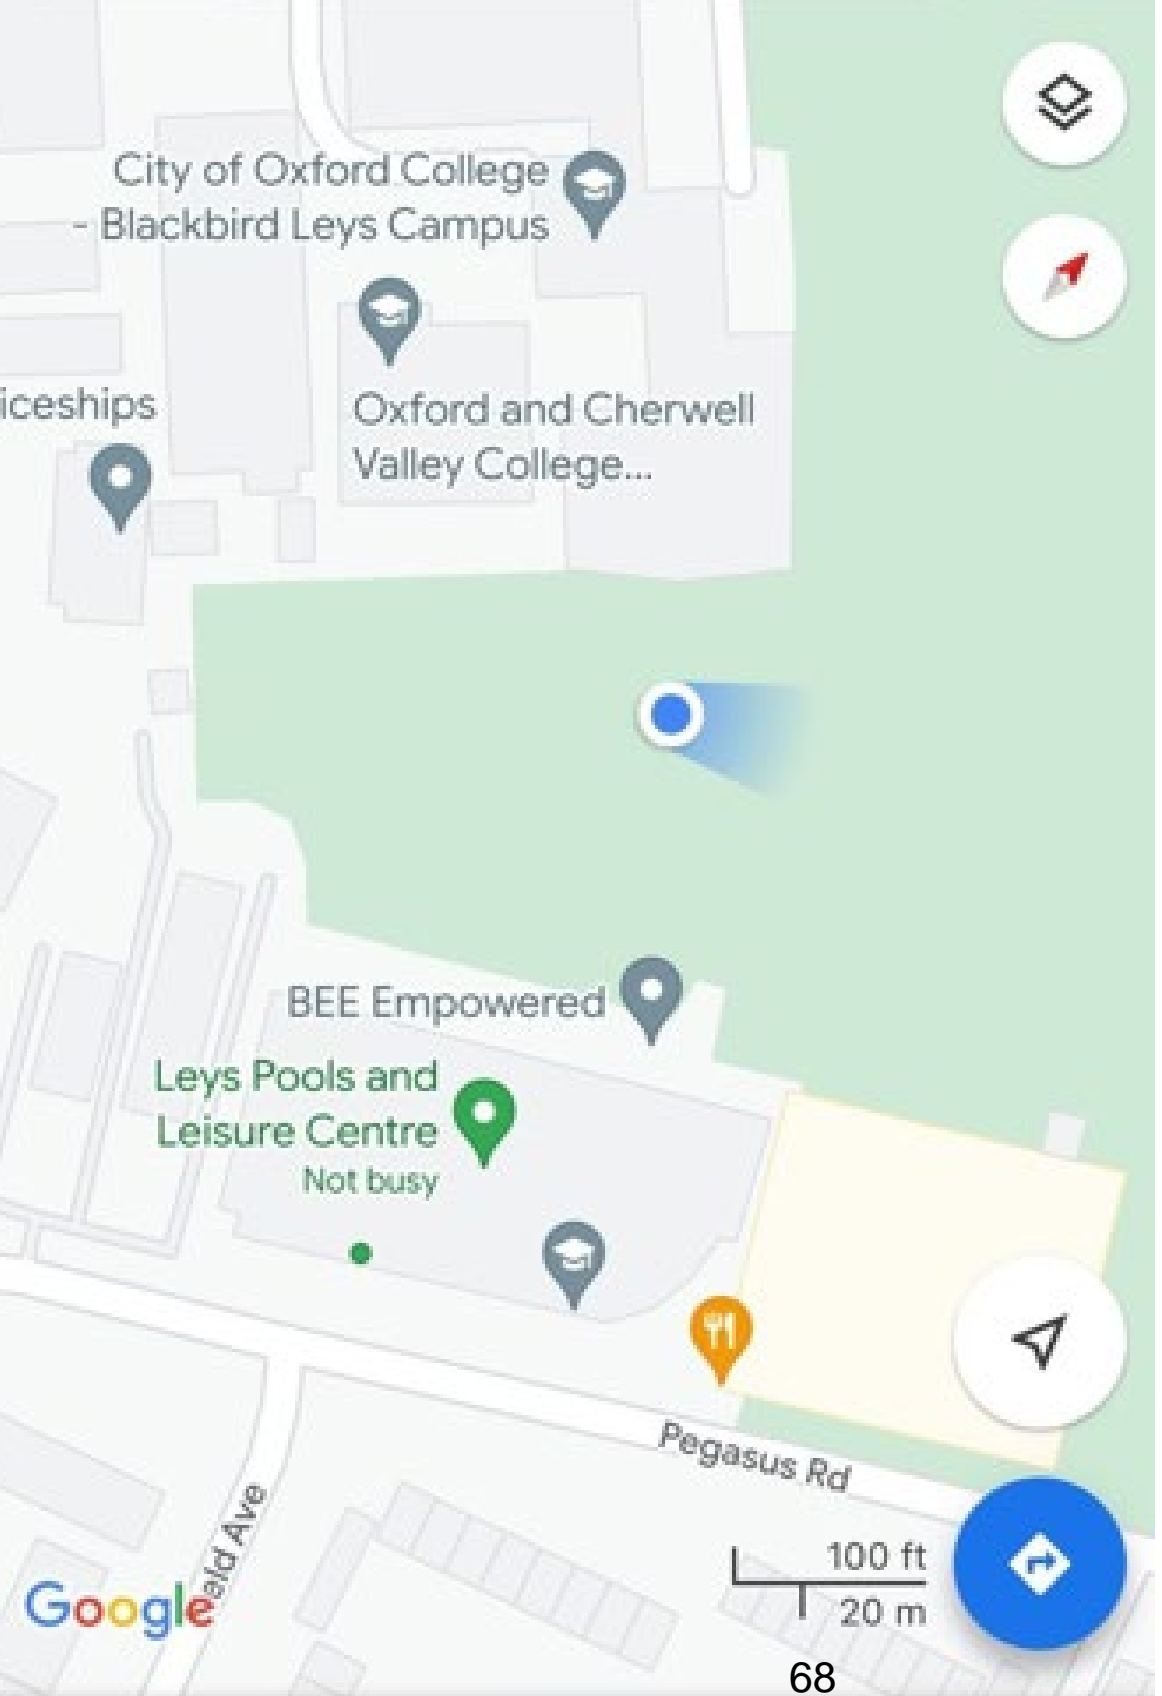 City of Oxford College
- Blackbird Leys Campus
iceships
Oxford and Cherwell
Valley College...
BEE Empowered
Leys Pools and
Leisure Centre
Not busy
Pegasus Rd
eld Ave
100 ft
20 m
Google
68